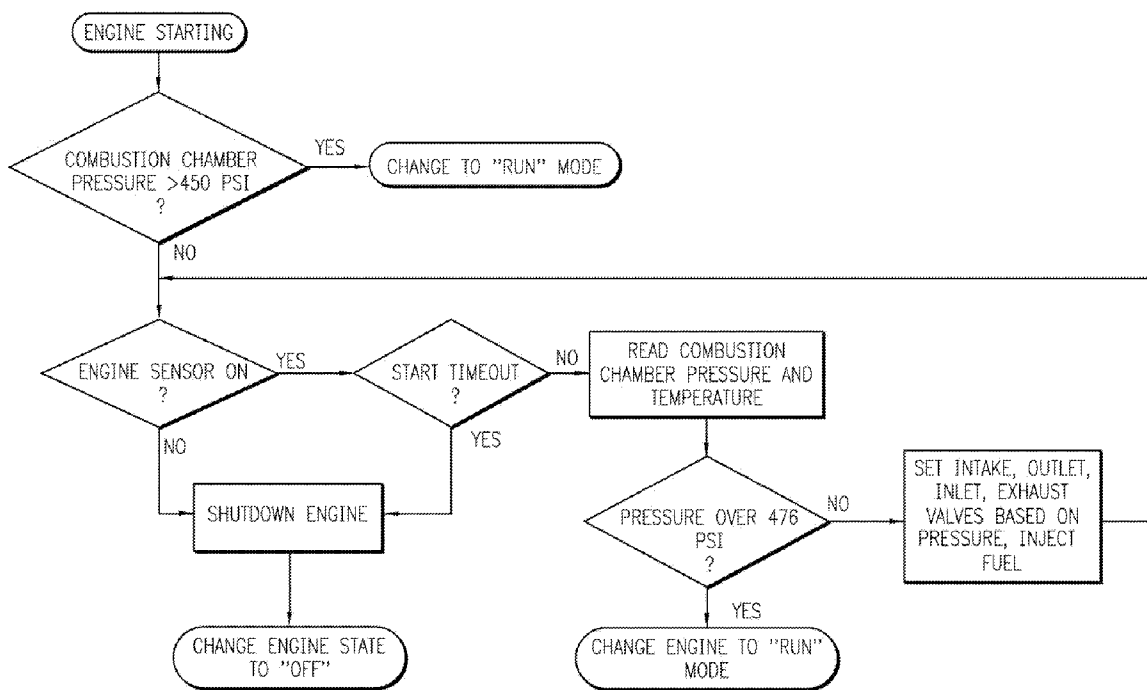 ENGINE STARTING
COMBUSTION CHAMBER
PRESSURE >450 PSI
?
YES
CHANGE TO "RUN" MODE
NO
ENGINE SENSOR ON
?
YES
START TIMEOUT
?
NO
READ COMBUSTION
CHAMBER PRESSURE AND
TEMPERATURE
NO
YES
SHUTDOWN ENGINE
PRESSURE OVER 476
PSI
?
NO
SET INTAKE, OUTLET,
INLET, EXHAUST
VALVES BASED ON
PRESSURE, INJECT
FUEL
YES
CHANGE ENGINE STATE
TO "OFF"
CHANGE ENGINE TO "RUN"
MODE